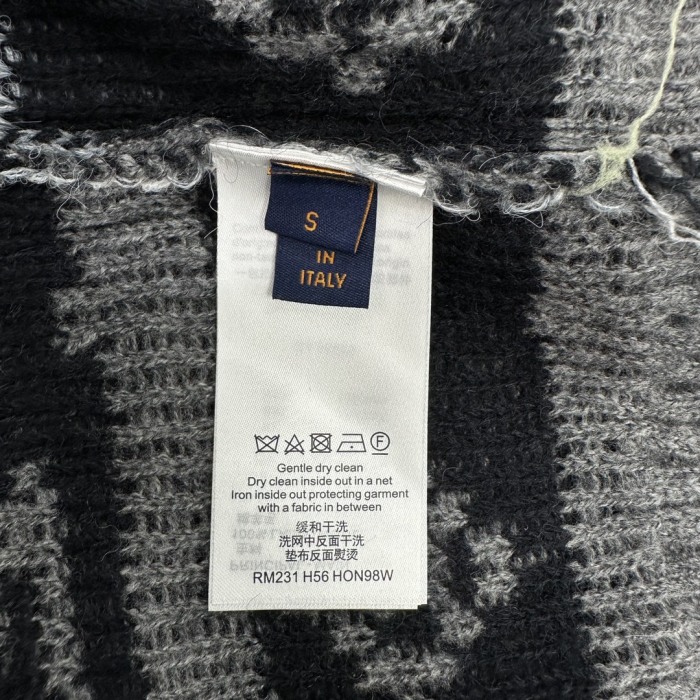 S
IN
ITALY
F
Gentle dry clean
Dry clean inside out in a net
Iron inside out protecting garment
with a fabric in between
缓和干洗
洗网中反面干洗
垫布反面熨烫
RM231 H56 HON98W